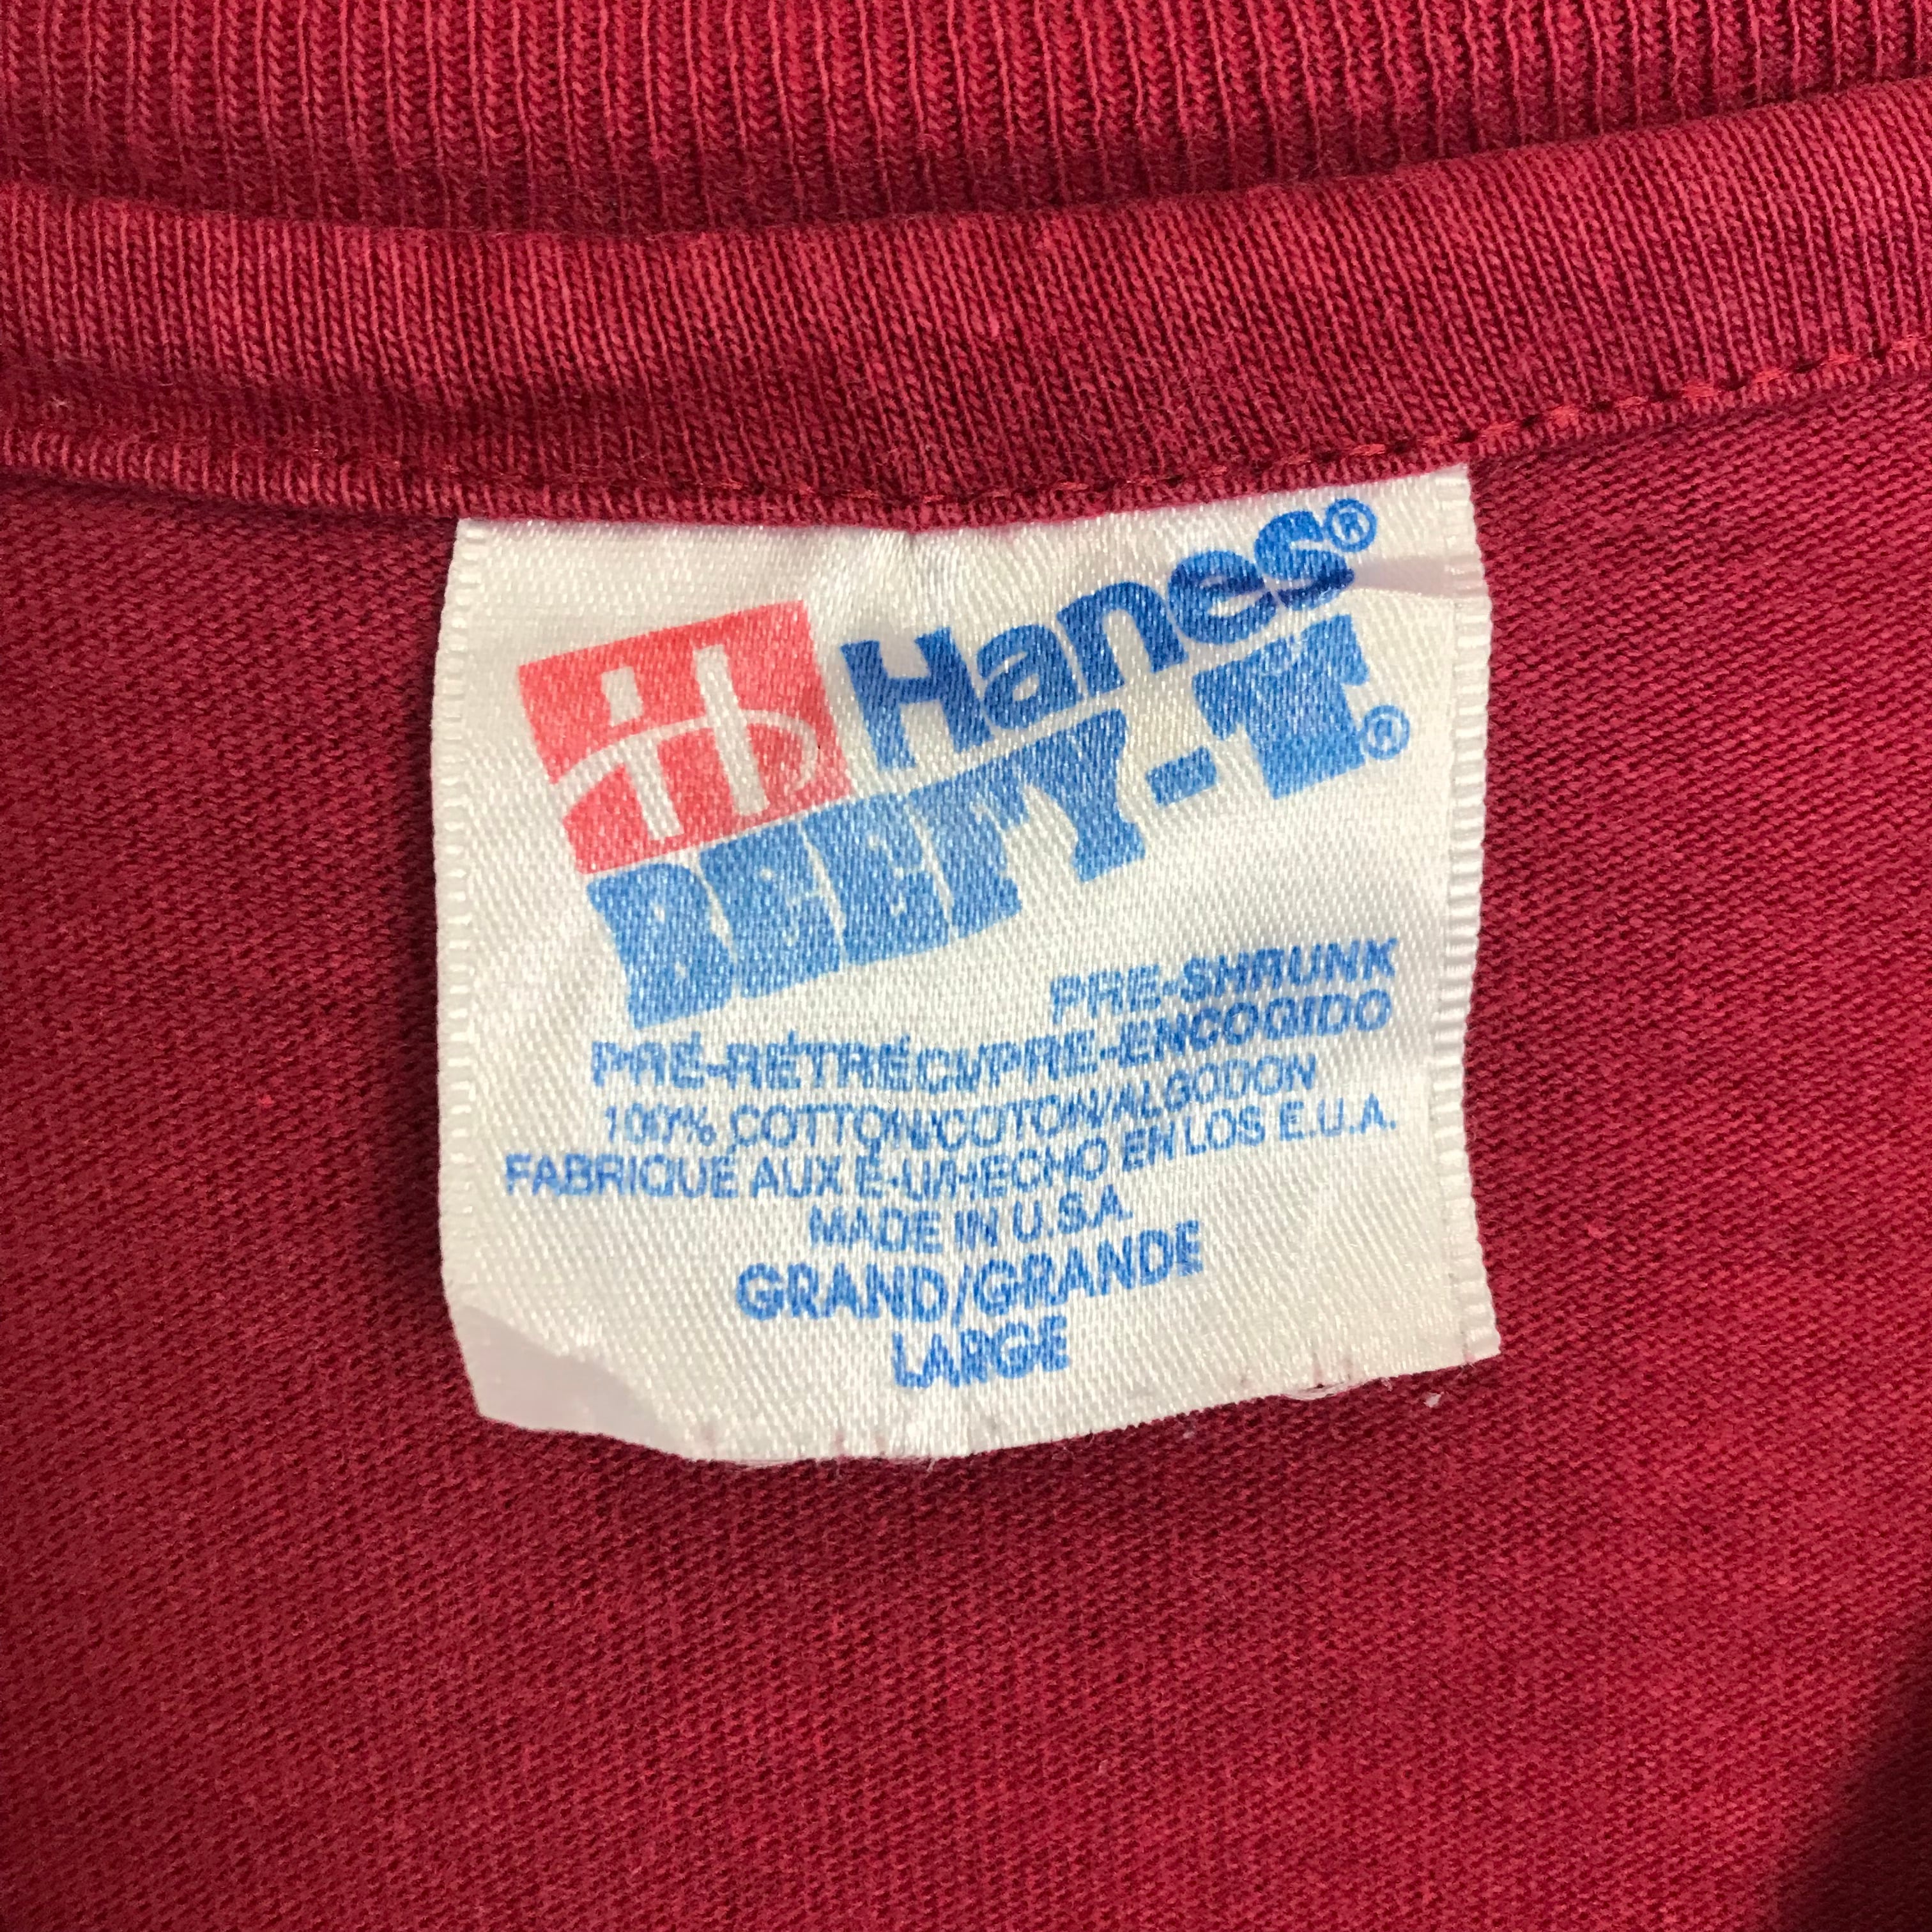 Hanes®
BEEFY-T®
PRE-SHRUNK
PRÉ-RÉTRÉCI/PRE-ENCOGIDO
100% COTTON/COTON/ALGODON
FABRIQUÉ AUX É-U/HECHO EN LOS E.U.A.
MADE IN U.S.A.
GRAND/GRANDE
LARGE